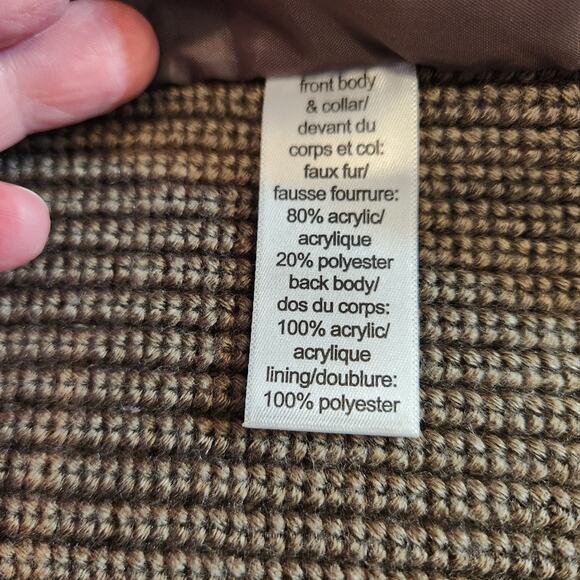 front body
& collar/
devant du
corps et col:
faux fur/
fausse fourrure:
80% acrylic/
acrylique
20% polyester
back body/
dos du corps:
100% acrylic/
acrylique
lining/doublure:
100% polyester